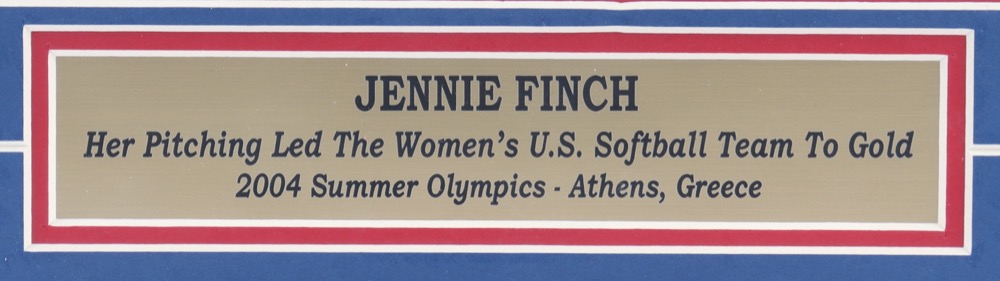 JENNIE FINCH
Her Pitching Led The Women's U.S. Softball Team To Gold
2004 Summer Olympics - Athens, Greece